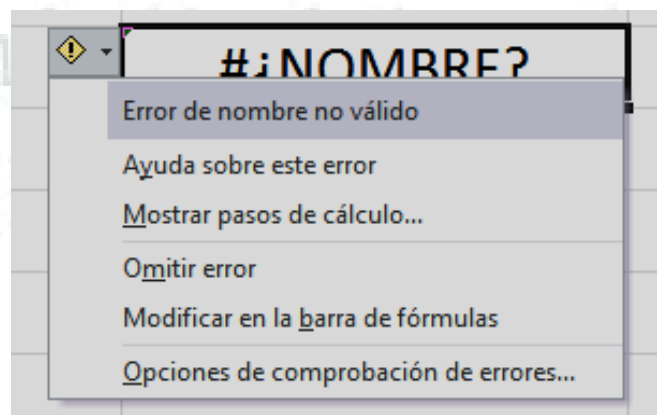 #¿NOMBRE?
Error de nombre no válido
Ayuda sobre este error
Mostrar pasos de cálculo...
Omitir error
Modificar en la barra de fórmulas
Opciones de comprobación de errores...